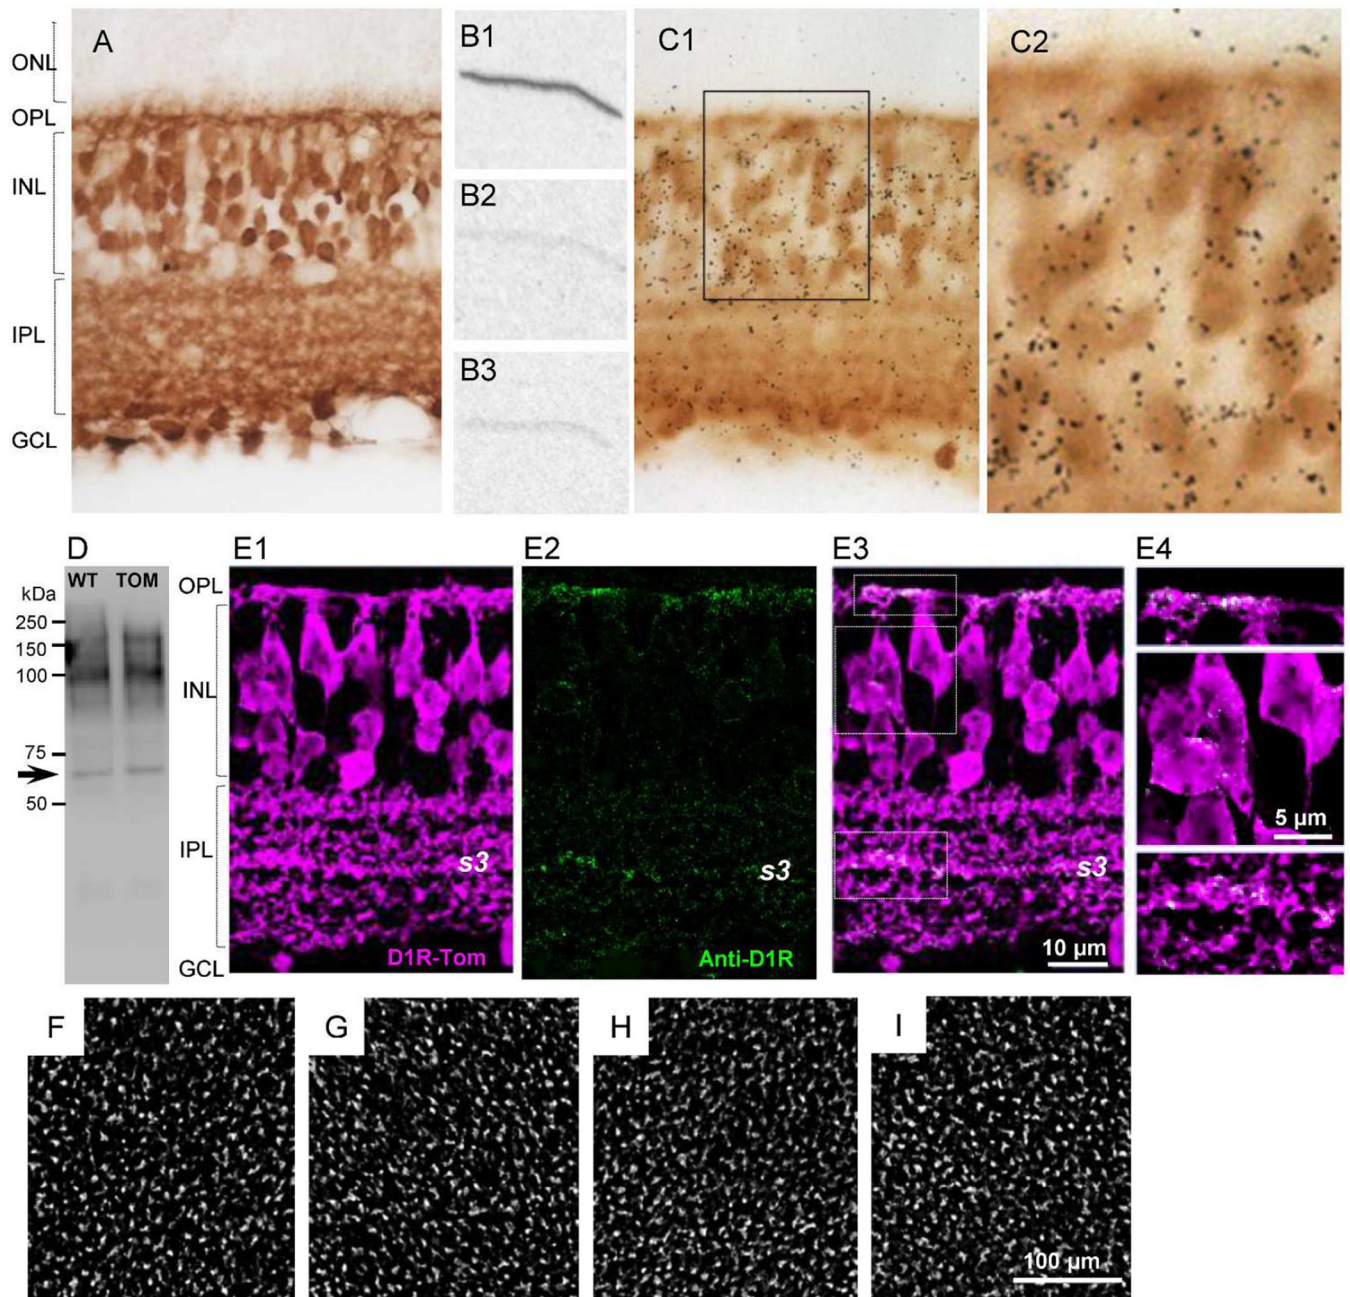 A
B1
B2
B3
C1
C2
ONL
OPL
INL
IPL
GCL
D
WT TOM
kDa
250
150
100
75
50
E1
E2
E3
E4
OPL
INL
IPL
GCL
s3
D1R-Tom
s3
Anti-D1R
s3
10 µm
5 µm
F
G
H
I
100 µm